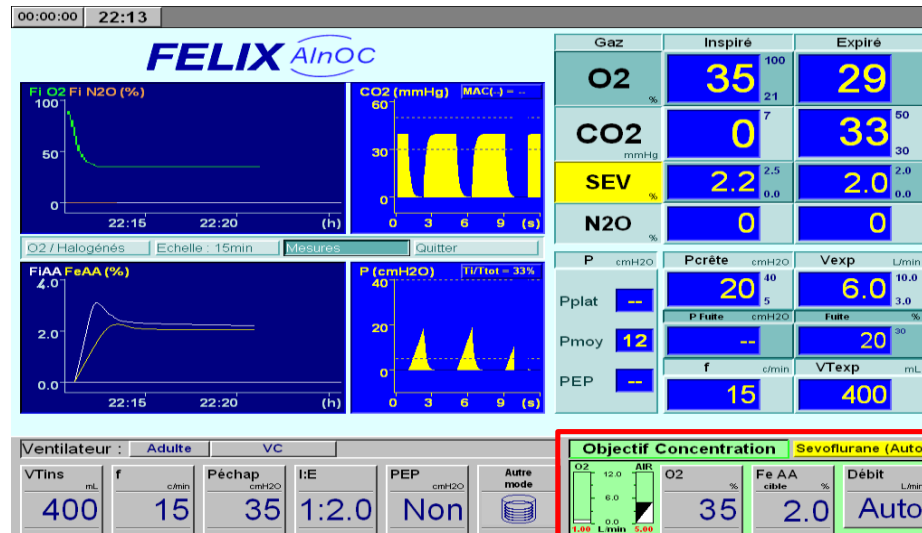 00:00:00 22:13
FELIX AInOC
Gaz Inspiré Expiré
O2 % 35 100 21 29
CO2 mmHg 0 7 33 50 30
SEV % 2.2 2.5 0.0 2.0 2.0 0.0
N2O % 0 0
Fi O2 Fi N2O (%)
100
50
0
22:15 22:20 (h)
CO2 (mmHg) MAC(..) = ..
60
30
0
0 3 6 9 (s)
O2 / Halogénés Echelle : 15min Mesures Quitter
FiAA FeAA (%)
4.0
2.0
0.0
22:15 22:20 (h)
P (cmH2O) Ti/Ttot = 33%
40
20
0
0 3 6 9 (s)
P cmH2O Pcrête cmH2O Vexp L/min
Pplat -- 20 40 5 6.0 10.0 3.0
P Fuite cmH2O Fuite %
Pmoy 12 -- 20 30
f c/min VTexp mL
PEP -- 15 400
Ventilateur : Adulte VC
VTins mL f c/min Péchap cmH2O I:E PEP cmH2O Autre mode
400 15 35 1:2.0 Non
Objectif Concentration Sevoflurane (Auto
O2 12.0 AIR O2 % Fe AA cible % Débit L/min
6.0
0.0
1.00 L/min 5.00
35 2.0 Auto